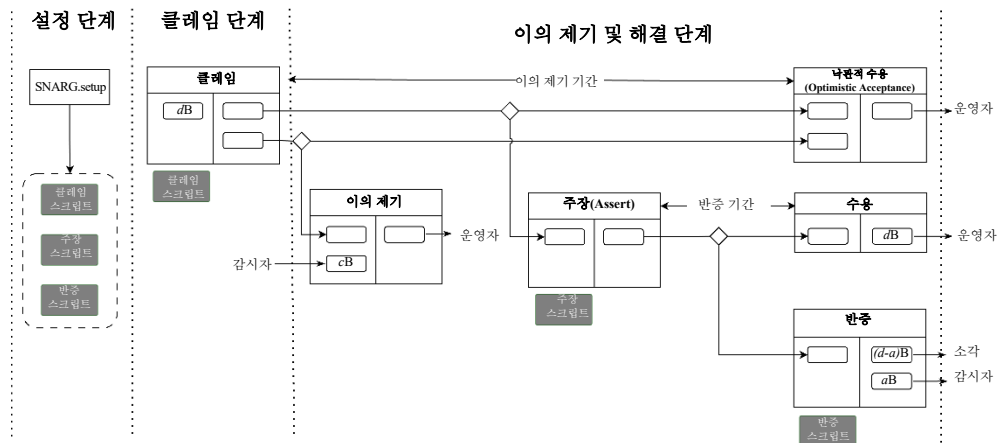 설정 단계
클레임 단계
이의 제기 및 해결 단계
SNARG.setup
클레임
스크립트
주장
스크립트
반증
스크립트
클레임
dB
클레임
스크립트
이의 제기 기간
낙관적 수용
(Optimistic Acceptance)
운영자
이의 제기
감시자
cB
운영자
주장(Assert)
주장
스크립트
반증 기간
수용
dB
운영자
반증
(d-a)B
소각
aB
감시자
반증
스크립트